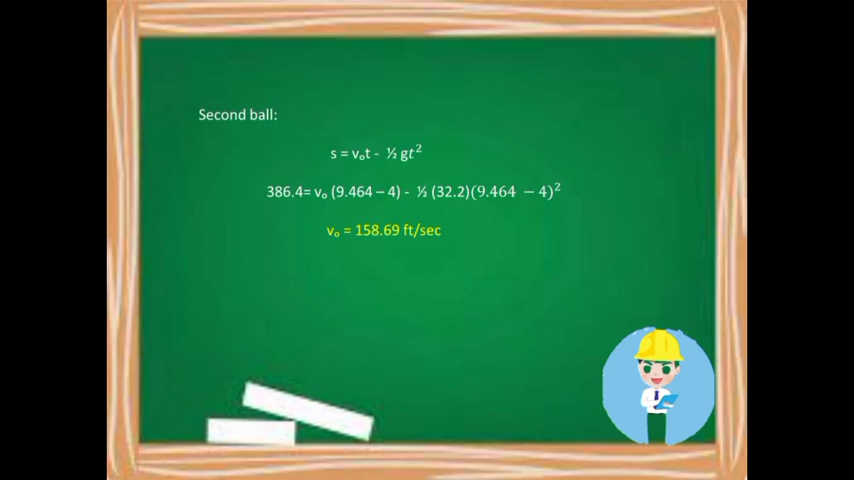 Second ball:
s = vₒt - ½ g𝑡²
386.4= vₒ (9.464 – 4) - ½ (32.2)(9.464 − 4)²
vₒ = 158.69 ft/sec